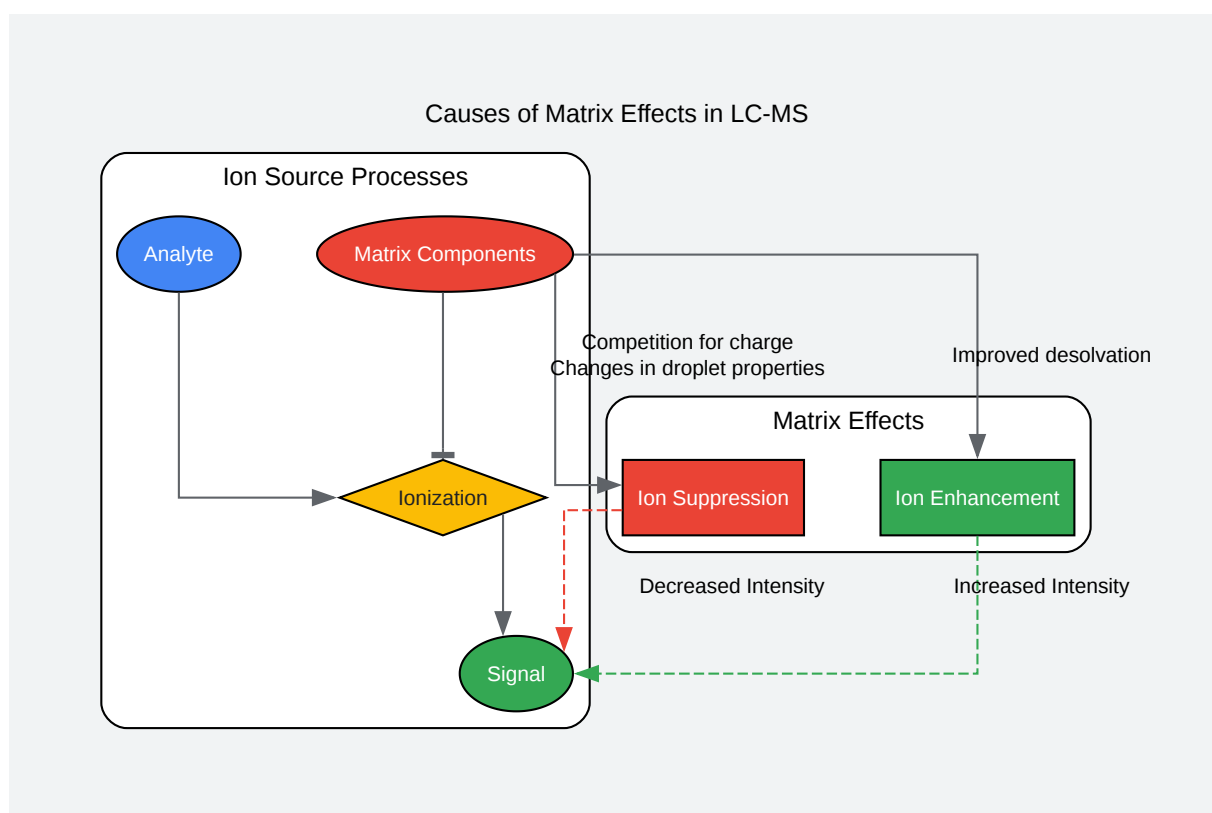 Causes of Matrix Effects in LC-MS
Ion Source Processes
Analyte
Matrix Components
Competition for charge
Changes in droplet properties
Improved desolvation
Matrix Effects
Ionization
Ion Suppression
Ion Enhancement
Decreased Intensity
Increased Intensity
Signal